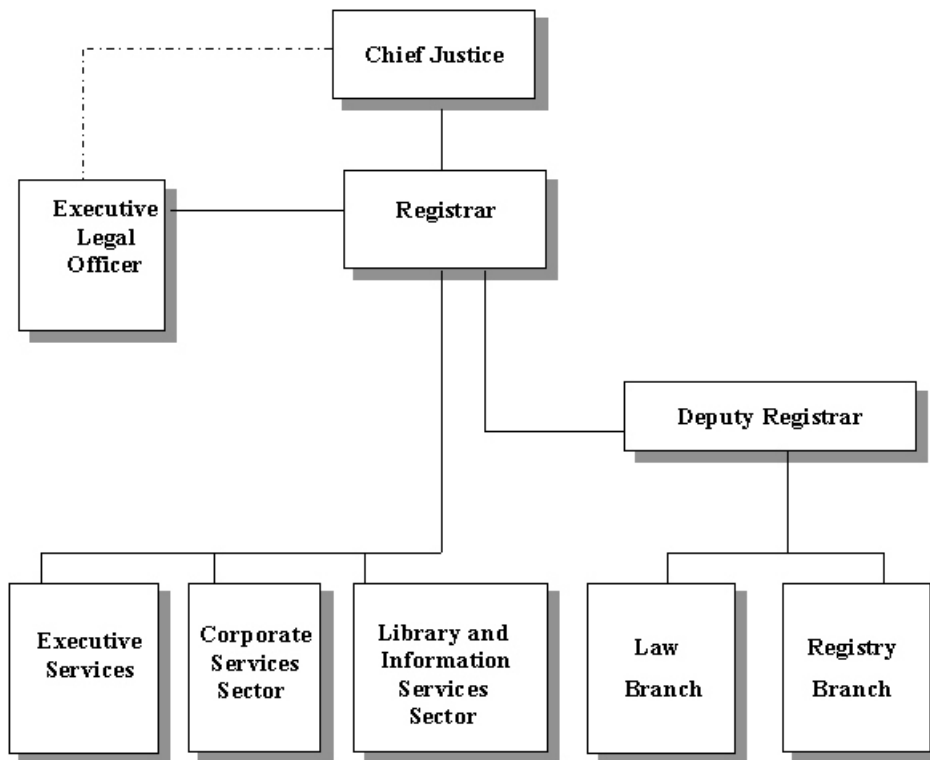 Chief Justice
Executive
Legal
Officer
Registrar
Deputy Registrar
Executive
Services
Corporate
Services
Sector
Library and
Information
Services
Sector
Law
Branch
Registry
Branch